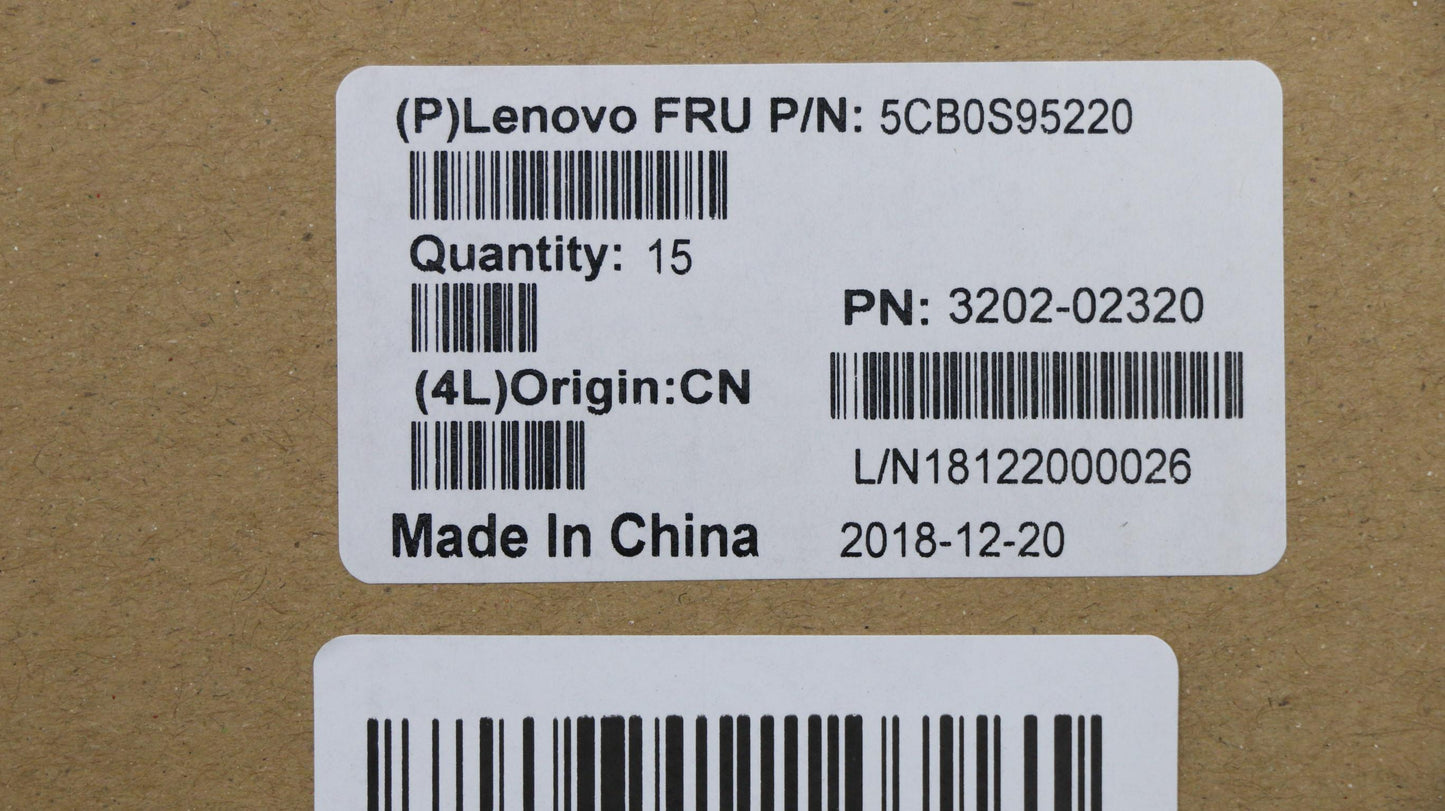 (P)Lenovo FRU P/N: 5CB0S95220
Quantity: 15
PN: 3202-02320
(4L)Origin:CN
L/N18122000026
Made In China 2018-12-20